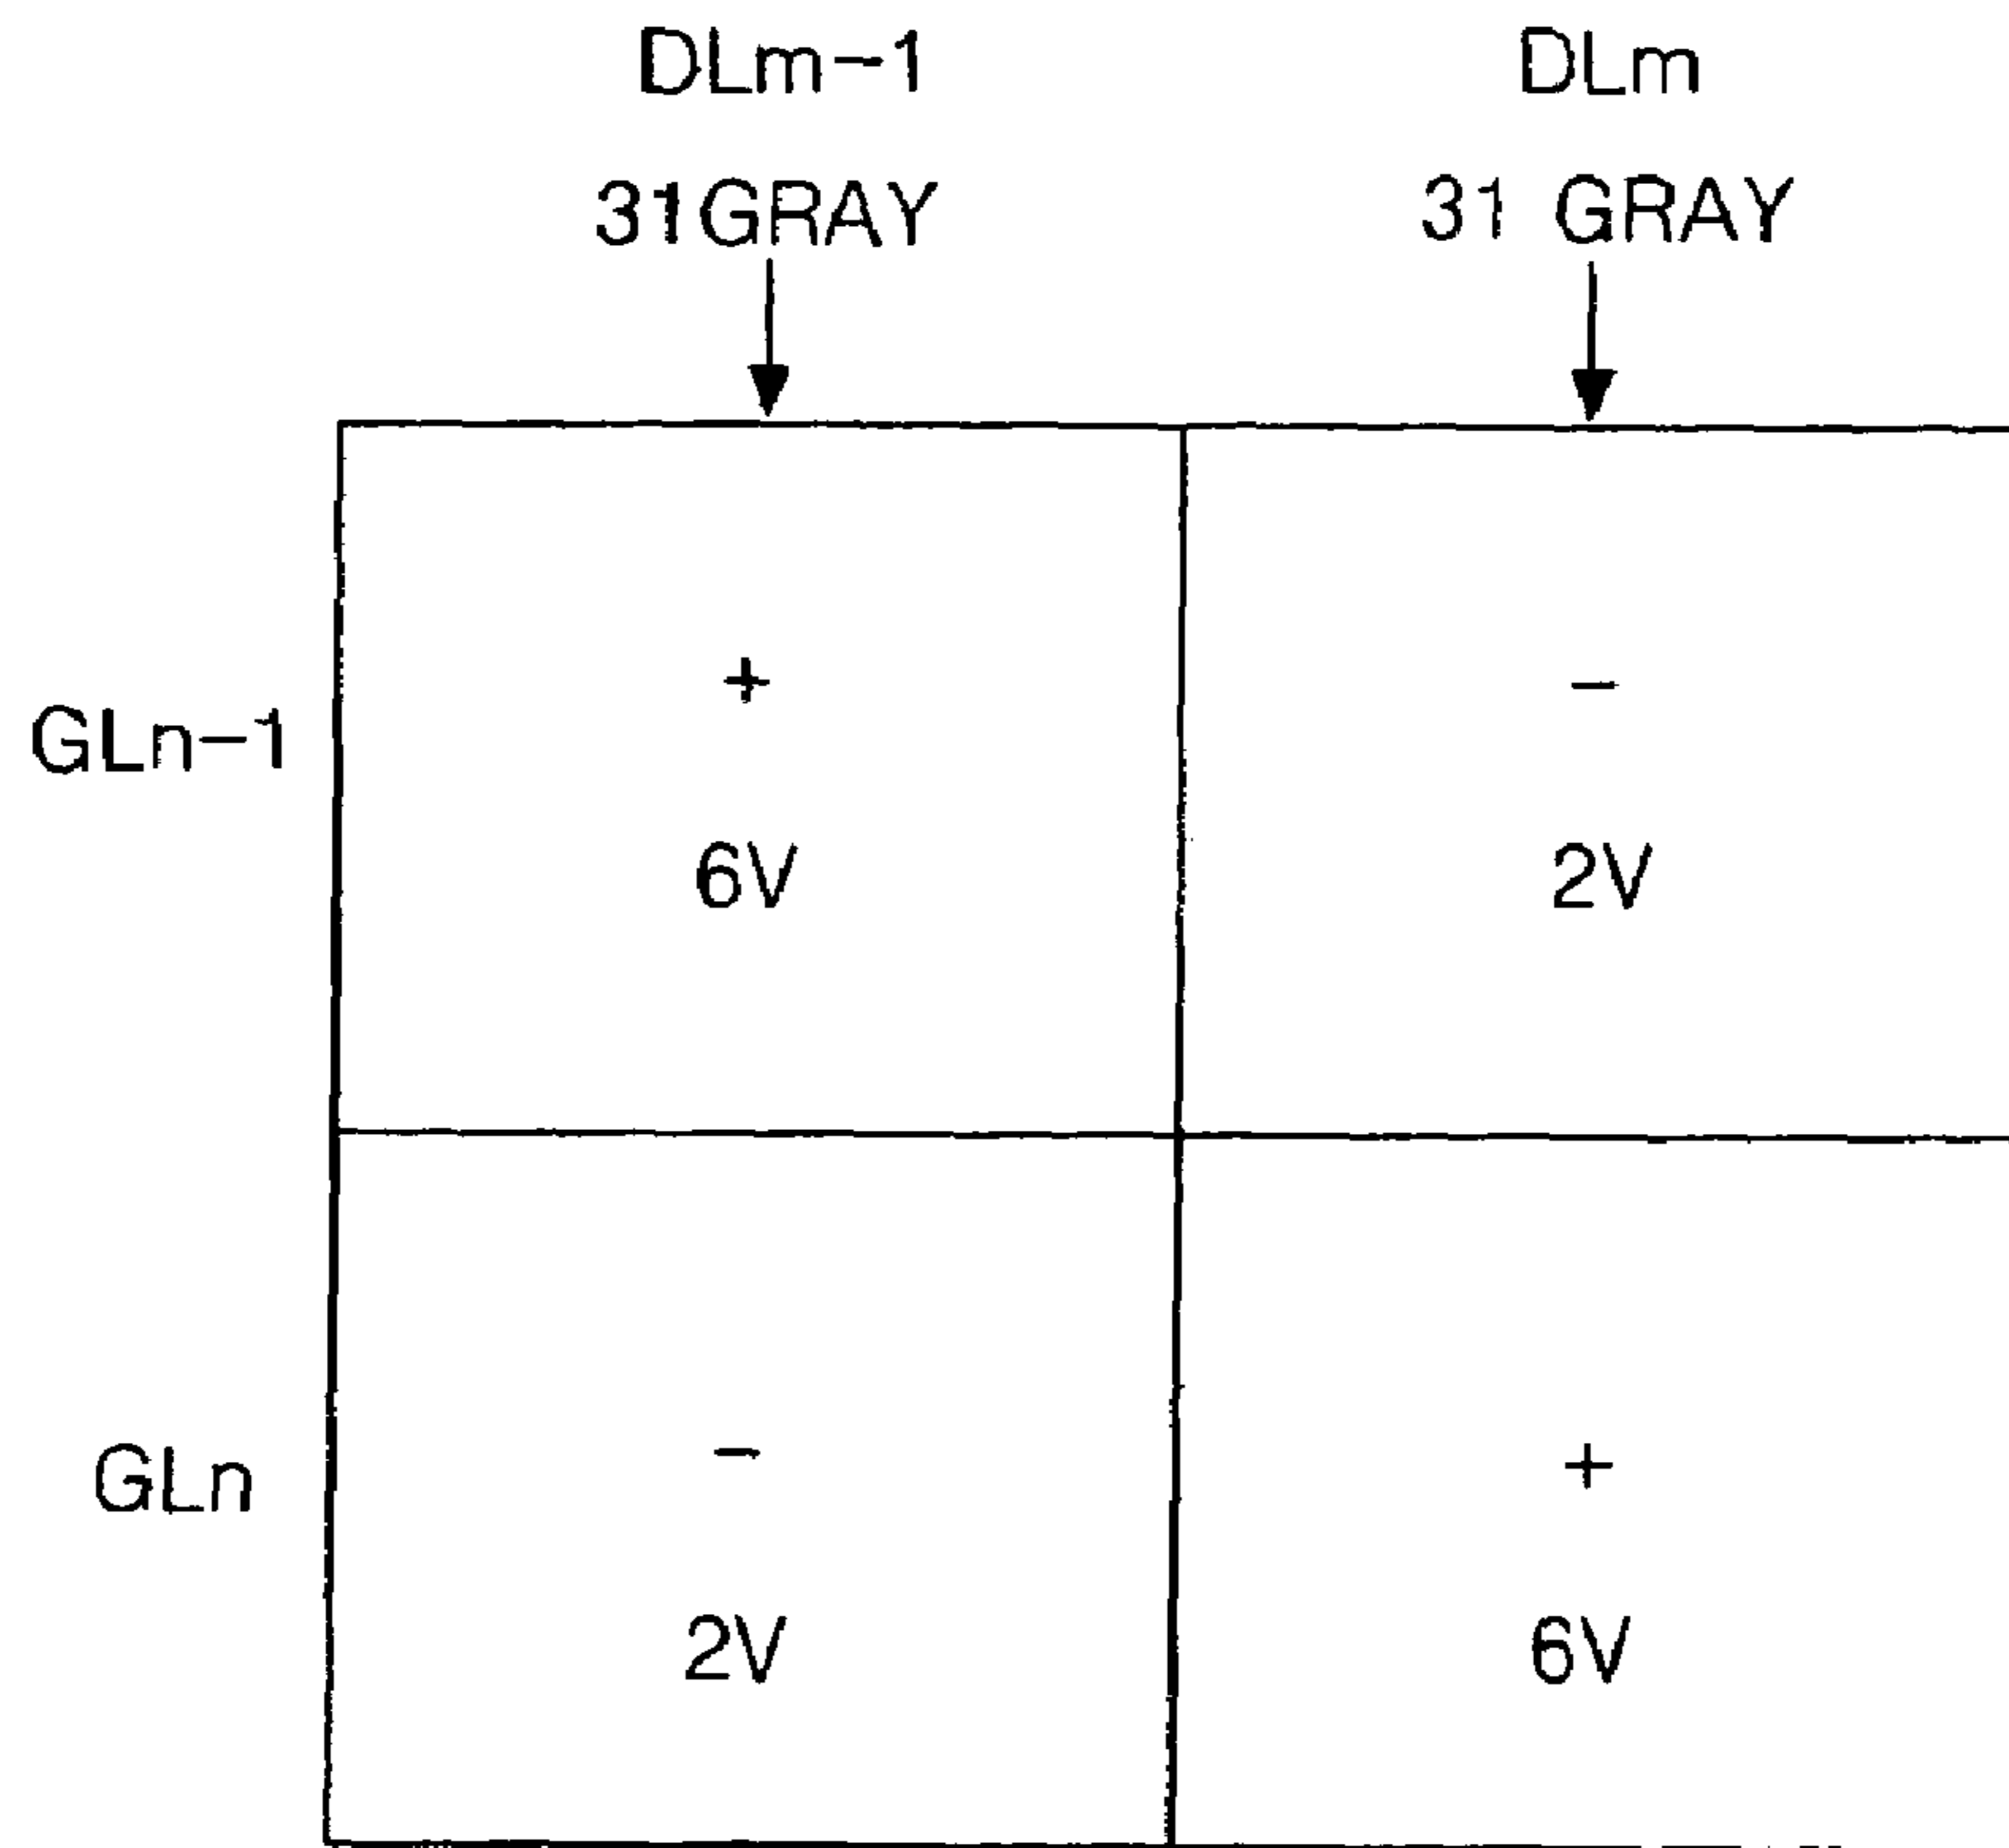 DLm-1 DLm
31GRAY 31 GRAY
+ -
GLn-1
6V 2V
- +
GLn
2V 6V